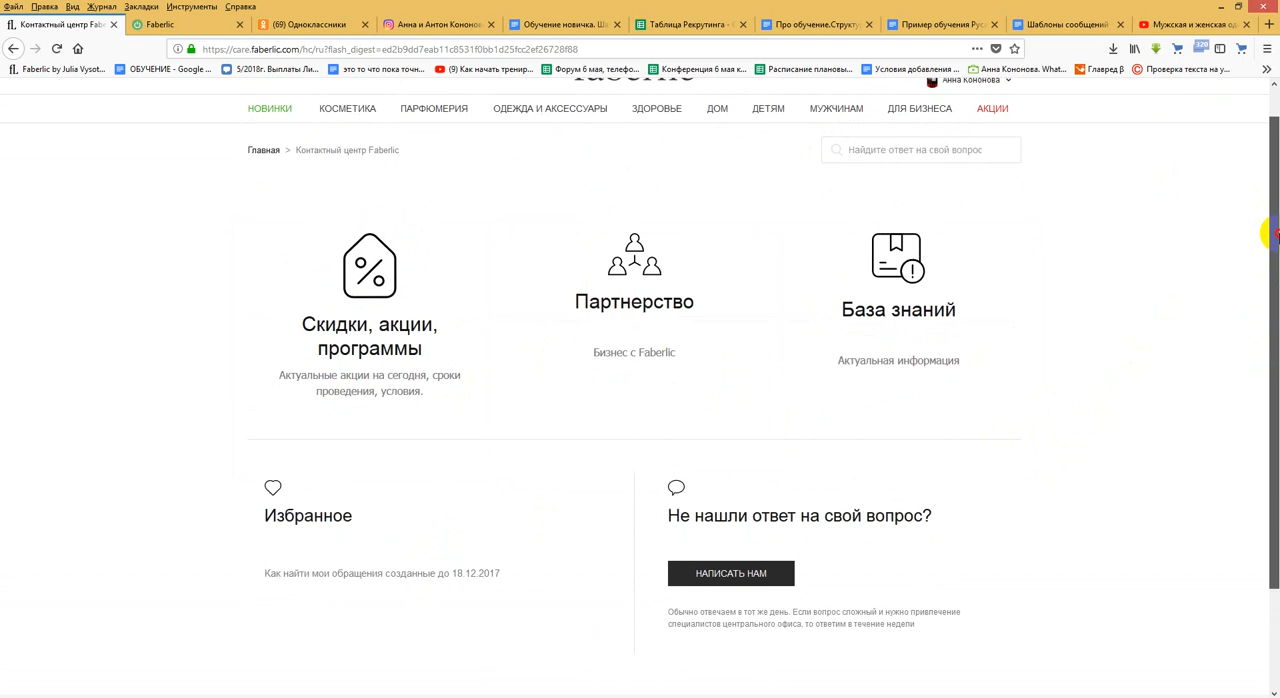 Файл Правка Вид Журнал Закладки Инструменты Справка
Контактный центр Fabe Faberlic (69) Одноклассники Анна и Антон Кононов Обучение новичка. Ша Таблица Рекрутинга - G Про обучение.Структу Пример обучения Рус Шаблоны сообщений Мужская и женская од
https://care.faberlic.com/hc/ru?flash_digest=ed2b9dd7eab11c8531f0bb1d25fcc2ef26728f88
320
Faberlic by Julia Vysot... ОБУЧЕНИЕ - Google ... 5/2018г. Выплаты Ли... это то что пока точн... (9) Как начать тренир... Форум 6 мая, телефо... Конференция 6 мая к... Расписание плановы... Условия добавления ... Анна Кононова. What... Главред β Проверка текста на у...
Анна Кононова
НОВИНКИ КОСМЕТИКА ПАРФЮМЕРИЯ ОДЕЖДА И АКСЕССУАРЫ ЗДОРОВЬЕ ДОМ ДЕТЯМ МУЖЧИНАМ ДЛЯ БИЗНЕСА АКЦИИ
Главная > Контактный центр Faberlic
Найдите ответ на свой вопрос
Скидки, акции,
программы
Актуальные акции на сегодня, сроки
проведения, условия.
Партнерство
Бизнес с Faberlic
База знаний
Актуальная информация
Избранное
Как найти мои обращения созданные до 18.12.2017
Не нашли ответ на свой вопрос?
НАПИСАТЬ НАМ
Обычно отвечаем в тот же день. Если вопрос сложный и нужно привлечение
специалистов центрального офиса, то ответим в течение недели